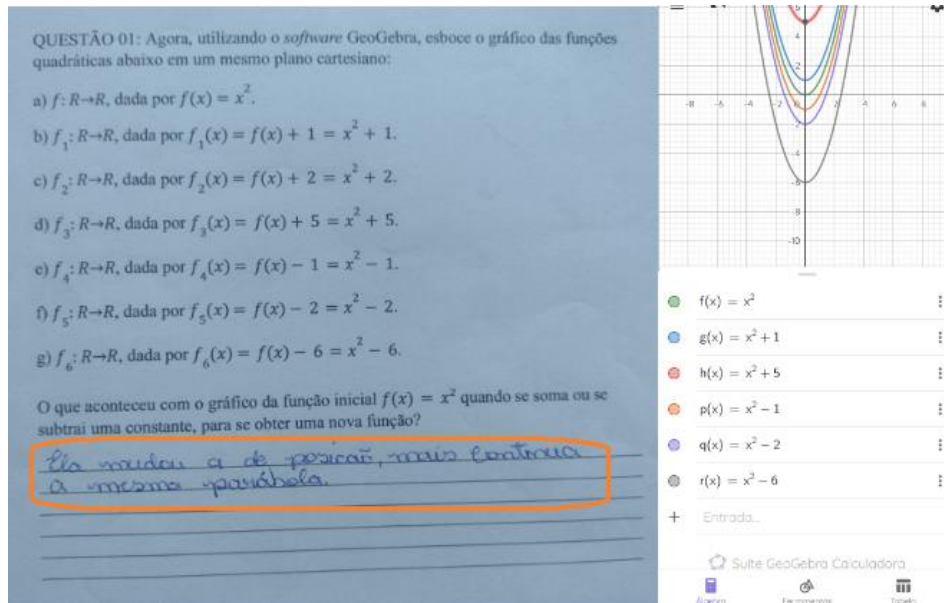 QUESTÃO 01: Agora, utilizando o software GeoGebra, esboce o gráfico das funções
quadráticas abaixo em um mesmo plano cartesiano:
a) f: R→R, dada por f(x) = x².
b) f₁: R→R, dada por f₁(x) = f(x) + 1 = x² + 1.
c) f₂: R→R, dada por f₂(x) = f(x) + 2 = x² + 2.
d) f₃: R→R, dada por f₃(x) = f(x) + 5 = x² + 5.
e) f₄: R→R, dada por f₄(x) = f(x) − 1 = x² − 1.
f) f₅: R→R, dada por f₅(x) = f(x) − 2 = x² − 2.
g) f₆: R→R, dada por f₆(x) = f(x) − 6 = x² − 6.
O que aconteceu com o gráfico da função inicial f(x) = x² quando se soma ou se
subtrai uma constante, para se obter uma nova função?
Ela mudou a de posicaõ, mais continua
a mesma parábola.
f(x) = x²
g(x) = x² + 1
h(x) = x² + 5
p(x) = x² − 1
q(x) = x² − 2
r(x) = x² − 6
+ Entrada...
Suite GeoGebra Calculadora
Álgebra Ferramentas Tabela